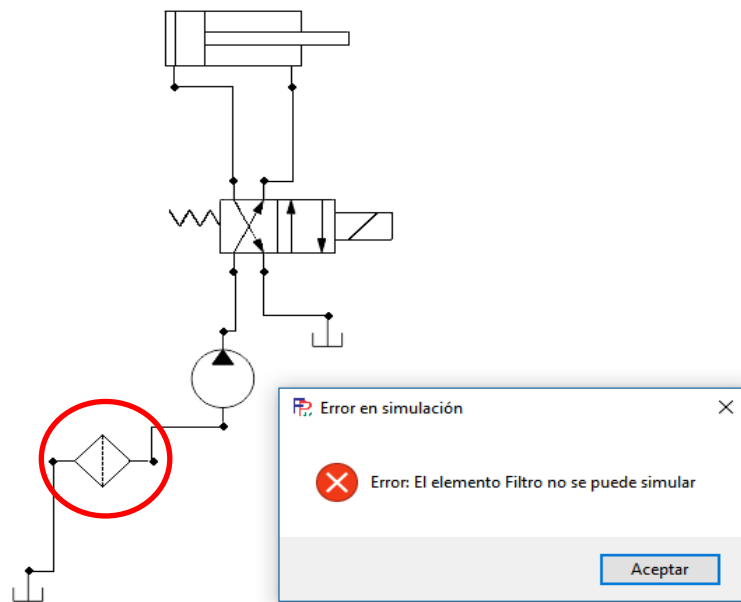 Error en simulación
Error: El elemento Filtro no se puede simular
Aceptar